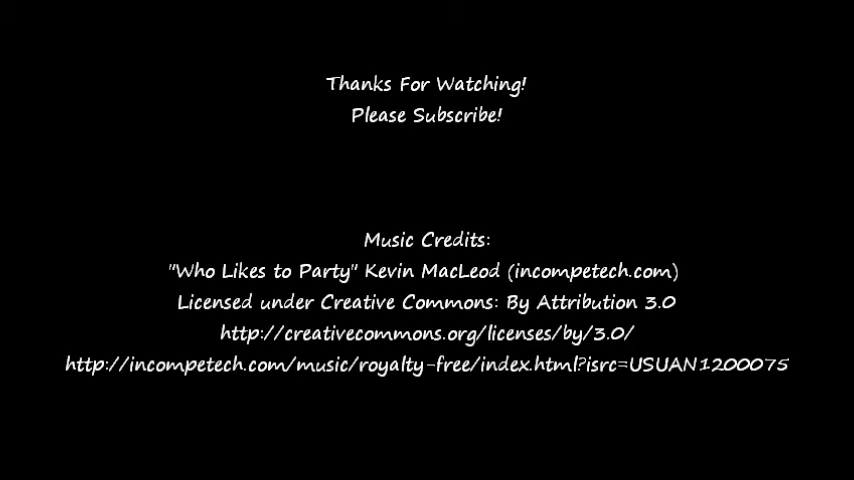 Thanks For Watching!
Please Subscribe!
Music Credits:
"Who Likes to Party" Kevin MacLeod (incompetech.com)
Licensed under Creative Commons: By Attribution 3.0
http://creativecommons.org/licenses/by/3.0/
http://incompetech.com/music/royalty-free/index.html?isrc=USUAN1200075